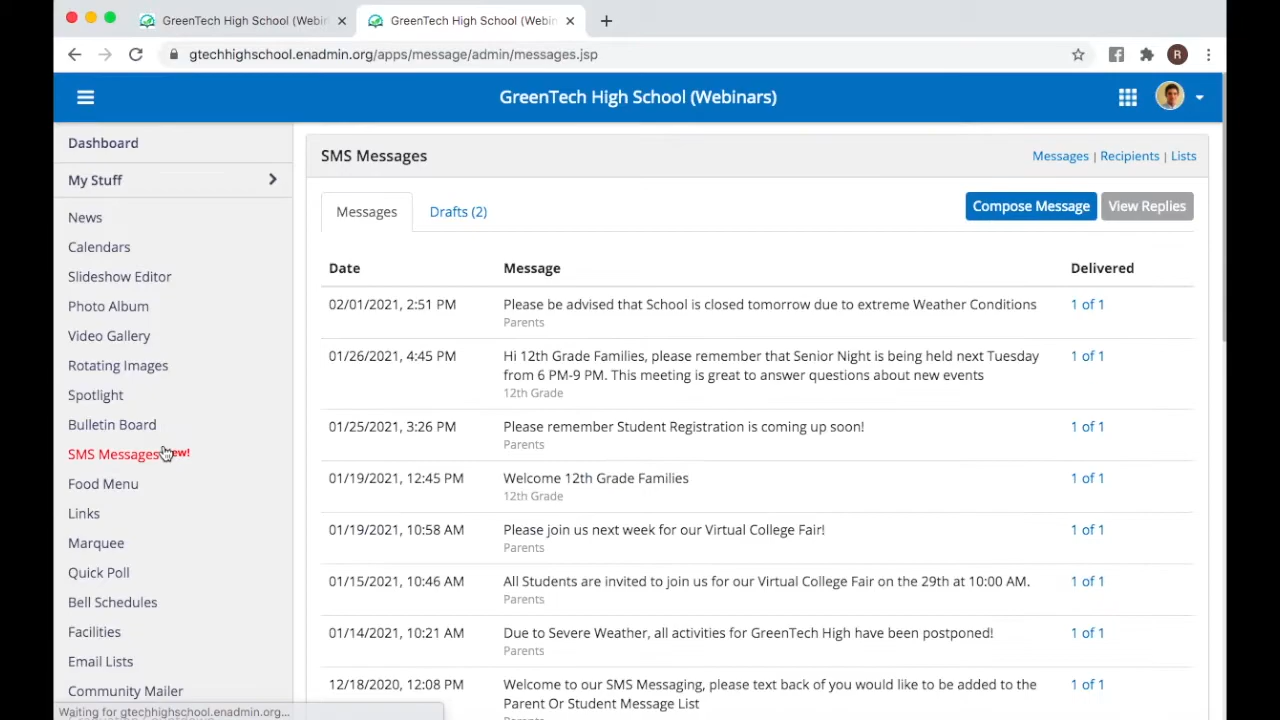 GreenTech High School (Webin
GreenTech High School (Webin
gtechhighschool.enadmin.org/apps/message/admin/messages.jsp
R
GreenTech High School (Webinars)
Dashboard
My Stuff
News
Calendars
Slideshow Editor
Photo Album
Video Gallery
Rotating Images
Spotlight
Bulletin Board
SMS Messages ew!
Food Menu
Links
Marquee
Quick Poll
Bell Schedules
Facilities
Email Lists
Community Mailer
Waiting for gtechhighschool.enadmin.org...
SMS Messages
Messages | Recipients | Lists
Messages
Drafts (2)
Compose Message
View Replies
Date Message Delivered
02/01/2021, 2:51 PM Please be advised that School is closed tomorrow due to extreme Weather Conditions 1 of 1
Parents
01/26/2021, 4:45 PM Hi 12th Grade Families, please remember that Senior Night is being held next Tuesday 1 of 1
from 6 PM-9 PM. This meeting is great to answer questions about new events
12th Grade
01/25/2021, 3:26 PM Please remember Student Registration is coming up soon! 1 of 1
Parents
01/19/2021, 12:45 PM Welcome 12th Grade Families 1 of 1
12th Grade
01/19/2021, 10:58 AM Please join us next week for our Virtual College Fair! 1 of 1
Parents
01/15/2021, 10:46 AM All Students are invited to join us for our Virtual College Fair on the 29th at 10:00 AM. 1 of 1
Parents
01/14/2021, 10:21 AM Due to Severe Weather, all activities for GreenTech High have been postponed! 1 of 1
Parents
12/18/2020, 12:08 PM Welcome to our SMS Messaging, please text back of you would like to be added to the 1 of 1
Parent Or Student Message List